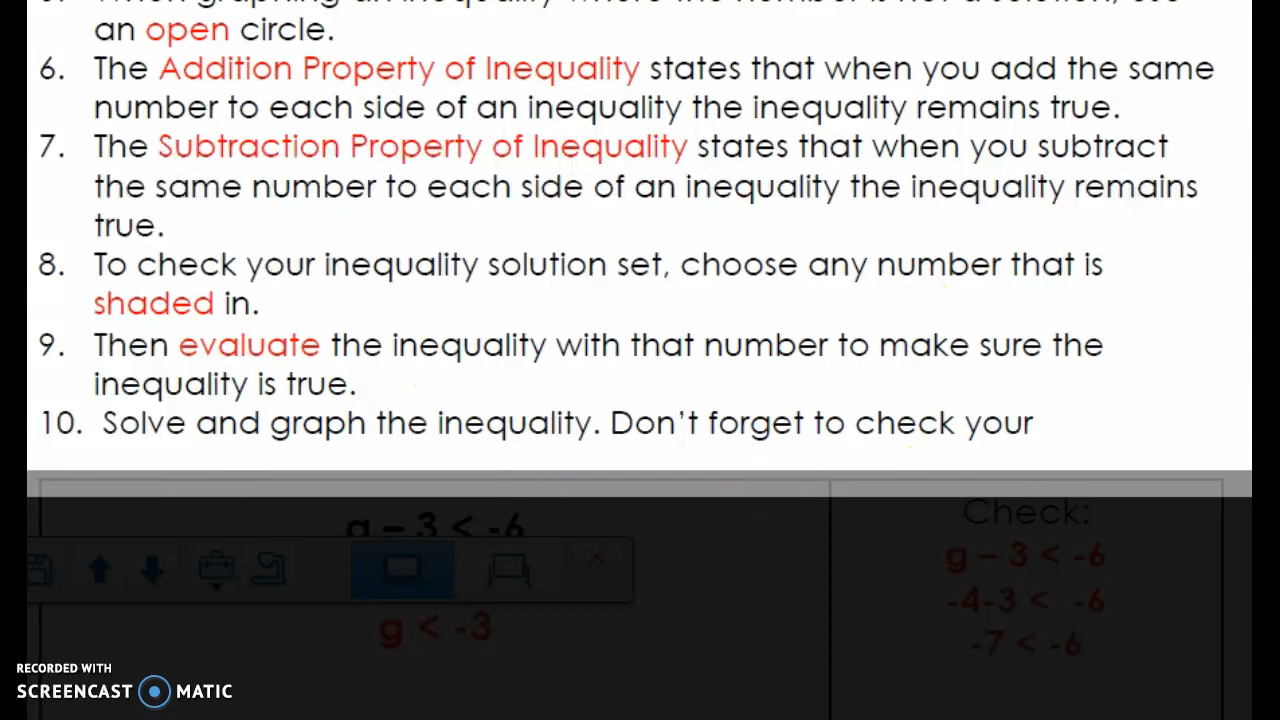 an open circle.
6. The Addition Property of Inequality states that when you add the same
number to each side of an inequality the inequality remains true.
7. The Subtraction Property of Inequality states that when you subtract
the same number to each side of an inequality the inequality remains
true.
8. To check your inequality solution set, choose any number that is
shaded in.
9. Then evaluate the inequality with that number to make sure the
inequality is true.
10. Solve and graph the inequality. Don't forget to check your
g – 3 < -6
g < -3
Check:
g – 3 < -6
-4-3 < -6
-7 < -6
RECORDED WITH
SCREENCAST MATIC